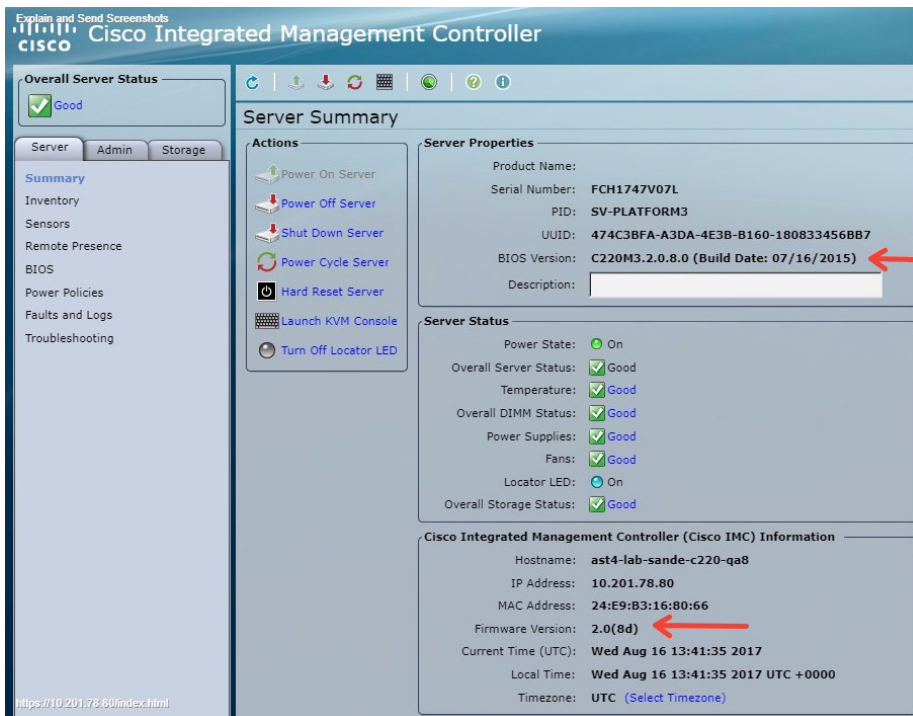 Explain and Send Screenshots
CISCO Cisco Integrated Management Controller
Overall Server Status
Good
Server Admin Storage
Summary
Inventory
Sensors
Remote Presence
BIOS
Power Policies
Faults and Logs
Troubleshooting
Server Summary
Actions
Power On Server
Power Off Server
Shut Down Server
Power Cycle Server
Hard Reset Server
Launch KVM Console
Turn Off Locator LED
Server Properties
Product Name:
Serial Number: FCH1747V07L
PID: SV-PLATFORM3
UUID: 474C3BFA-A3DA-4E3B-B160-180833456BB7
BIOS Version: C220M3.2.0.8.0 (Build Date: 07/16/2015)
Description:
Server Status
Power State: On
Overall Server Status: Good
Temperature: Good
Overall DIMM Status: Good
Power Supplies: Good
Fans: Good
Locator LED: On
Overall Storage Status: Good
Cisco Integrated Management Controller (Cisco IMC) Information
Hostname: ast4-lab-sande-c220-qa8
IP Address: 10.201.78.80
MAC Address: 24:E9:B3:16:80:66
Firmware Version: 2.0(8d)
Current Time (UTC): Wed Aug 16 13:41:35 2017
Local Time: Wed Aug 16 13:41:35 2017 UTC +0000
Timezone: UTC (Select Timezone)
https://10.201.78.80/index.html